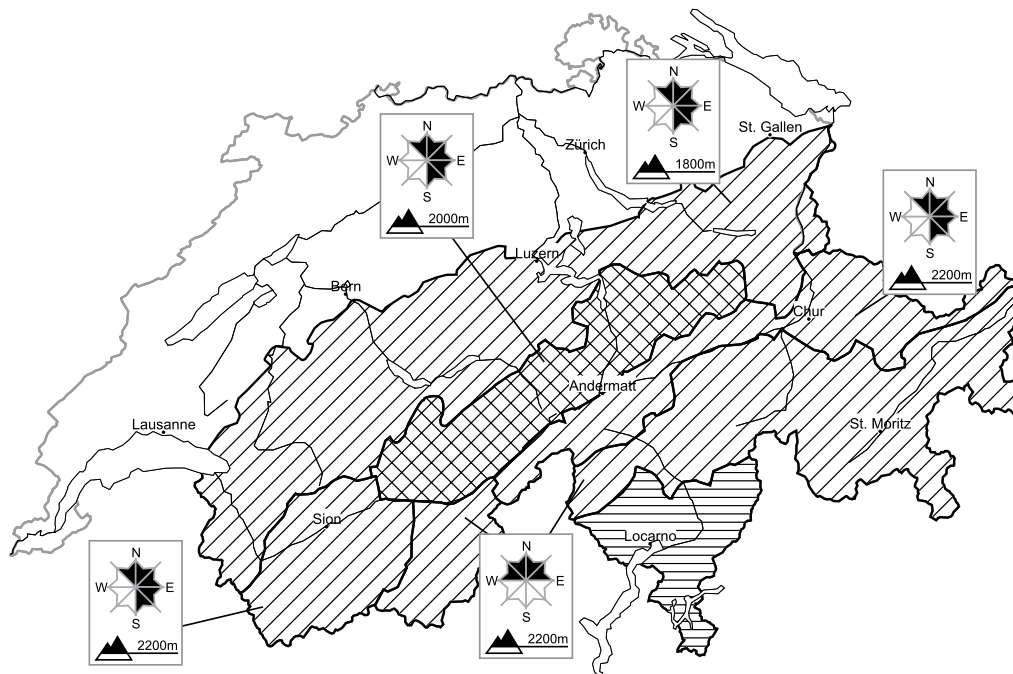 N
W E
S
1800m
St. Gallen
N
W E
S
2000m
Zürich
N
W E
S
2200m
Luzern
Bern
Chur
Andermatt
Lausanne
St. Moritz
Sion
Locarno
N
W E
S
2200m
N
W E
S
2200m